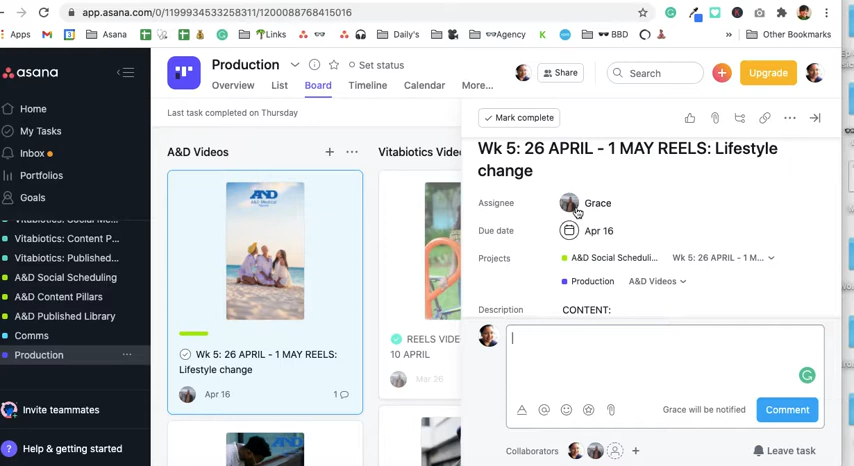 app.asana.com/0/1199934533258311/1200088768415016
Apps
Asana
Links
Daily's
Agency
K
BBD
»
Other Bookmarks
asana
Home
My Tasks
Inbox
Portfolios
Goals
Vitabiotics: Content P...
Vitabiotics: Published...
A&D Social Scheduling
A&D Content Pillars
A&D Published Library
Comms
Production
Invite teammates
? Help & getting started
Production
Set status
Overview
List
Board
Timeline
Calendar
More...
Share
Search
Upgrade
Last task completed on Thursday
A&D Videos
AND
A&D Medical
Wk 5: 26 APRIL - 1 MAY REELS:
Lifestyle change
Apr 16
1
Vitabiotics Vide
REELS VIDE
10 APRIL
Mar 26
Mark complete
Wk 5: 26 APRIL - 1 MAY REELS: Lifestyle
change
Assignee
Grace
Due date
Apr 16
Projects
A&D Social Scheduli...
Wk 5: 26 APRIL - 1 M...
Production
A&D Videos
Description
CONTENT:
Grace will be notified
Comment
Collaborators
Leave task